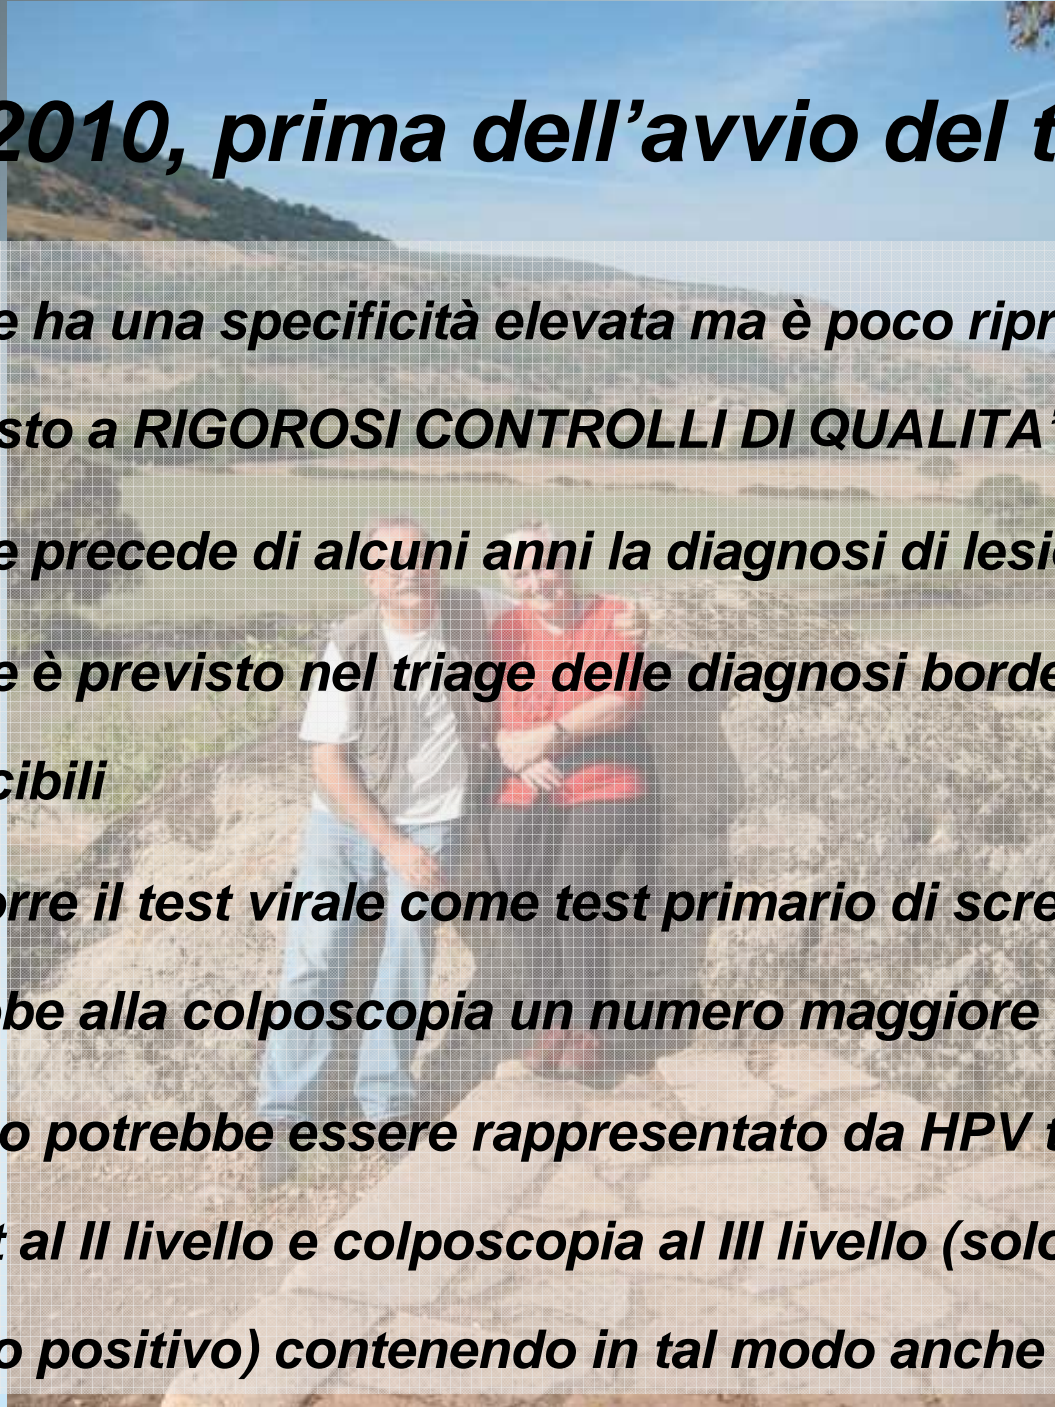 2010, prima dell’avvio del t
e ha una specificità elevata ma è poco ripr
sto a RIGOROSI CONTROLLI DI QUALITA’
e precede di alcuni anni la diagnosi di lesi
e è previsto nel triage delle diagnosi borde
cibili
orre il test virale come test primario di scre
bbe alla colposcopia un numero maggiore
o potrebbe essere rappresentato da HPV t
t al II livello e colposcopia al III livello (solo
o positivo) contenendo in tal modo anche